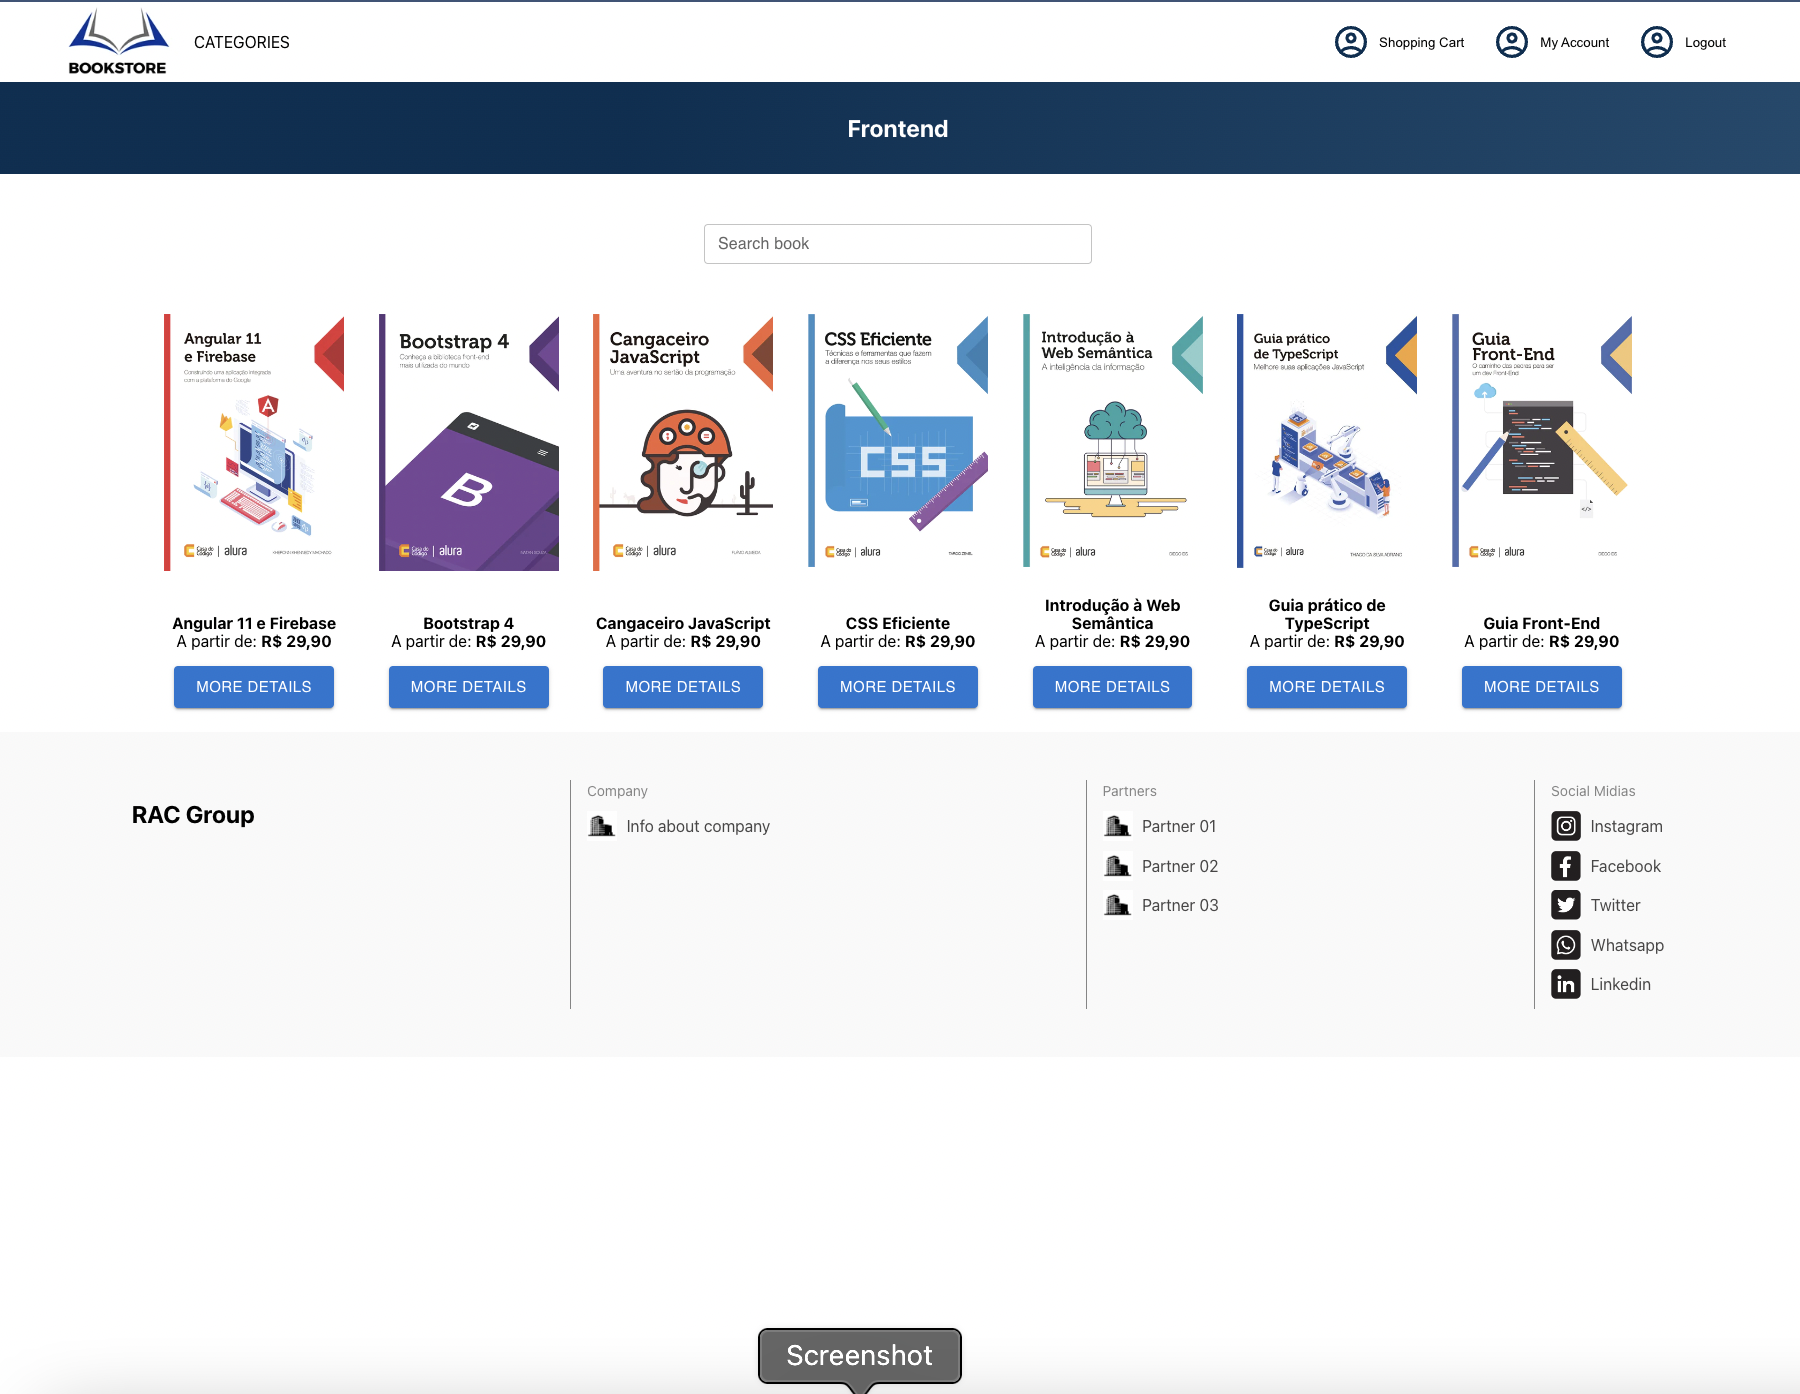 BOOKSTORE
CATEGORIES
Shopping Cart
My Account
Logout
Frontend
Search book
Angular 11
e Firebase
Construindo uma aplicação integrada
com a plataforma do Google
Casa do
Código
alura
Bootstrap 4
Conheça a biblioteca front-end
mais utilizada do mundo
B
Casa do
Código
alura
Cangaceiro
JavaScript
Uma aventura no sertão da programação
Casa do
Código
alura
FLÁVIO ALMEIDA
CSS Eficiente
Técnicas e ferramentas que fazem
a diferença nos seus estilos
CSS
Casa do
Código
alura
Introdução à
Web Semântica
A inteligência da informação
Casa do
Código
alura
Guia prático
de TypeScript
Melhore suas aplicações JavaScript
Casa do
Código
alura
THIAGO DA SILVA ADRIANO
Guia
Front-End
O caminho das pedras para ser
um dev Front-End
</>
Casa do
Código
alura
Angular 11 e Firebase
A partir de: R$ 29,90
MORE DETAILS
Bootstrap 4
A partir de: R$ 29,90
MORE DETAILS
Cangaceiro JavaScript
A partir de: R$ 29,90
MORE DETAILS
CSS Eficiente
A partir de: R$ 29,90
MORE DETAILS
Introdução à Web
Semântica
A partir de: R$ 29,90
MORE DETAILS
Guia prático de
TypeScript
A partir de: R$ 29,90
MORE DETAILS
Guia Front-End
A partir de: R$ 29,90
MORE DETAILS
RAC Group
Company
Info about company
Partners
Partner 01
Partner 02
Partner 03
Social Midias
Instagram
Facebook
Twitter
Whatsapp
Linkedin
Screenshot